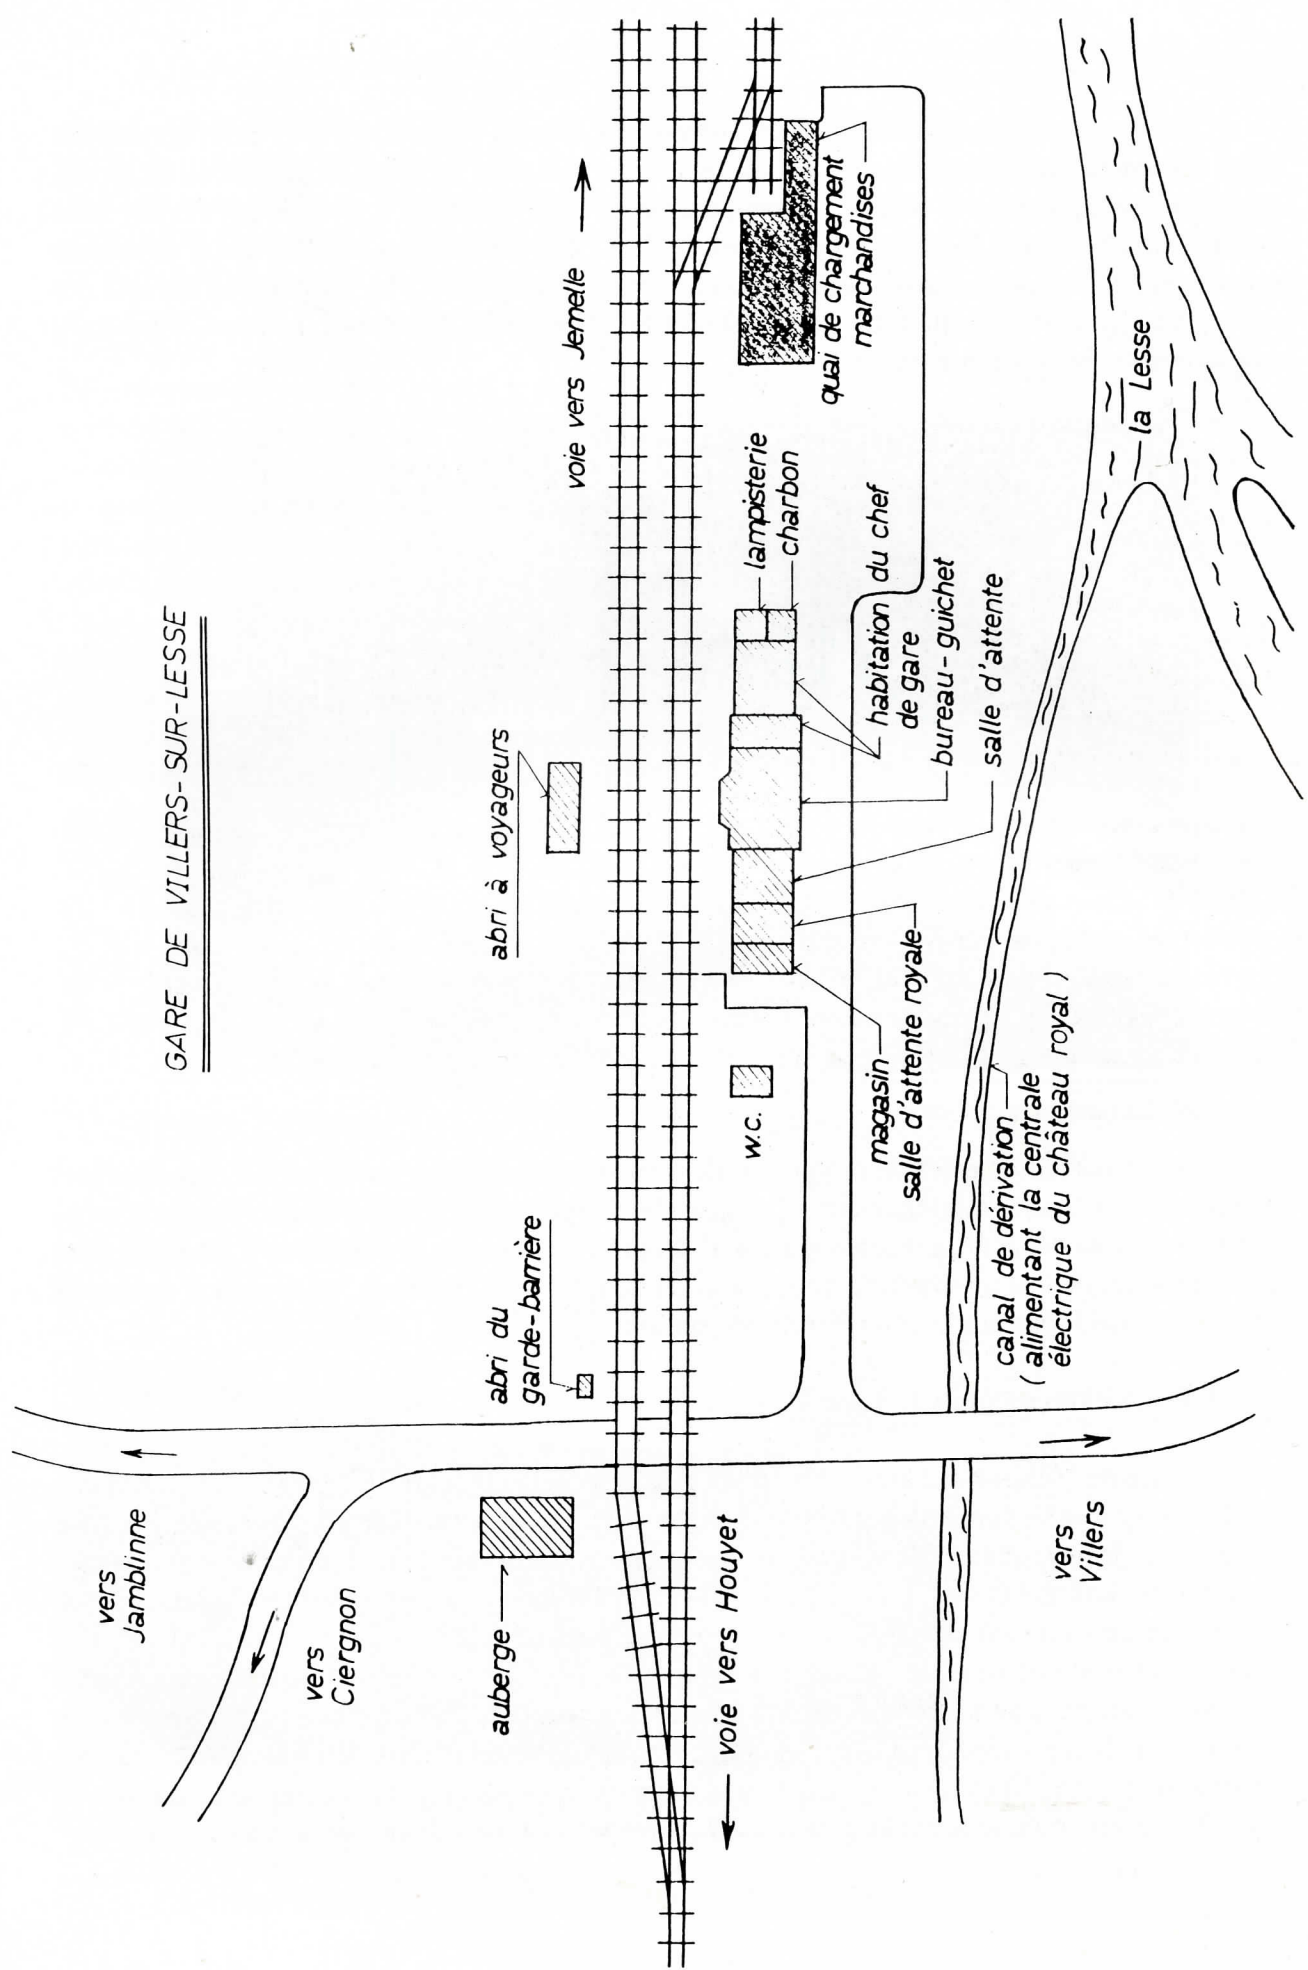 GARE DE VILLERS-SUR-LESSE
vers
Jamblinne
vers
Ciergnon
auberge
abri du
garde-barrière
abri à voyageurs
voie vers Jemelle
voie vers Houyet
w.c.
lampisterie
charbon
quai de chargement
marchandises
habitation du chef
de gare
bureau-guichet
salle d'attente
magasin
salle d'attente royale
la Lesse
canal de dérivation
(alimentant la centrale
électrique du château royal)
vers
Villers